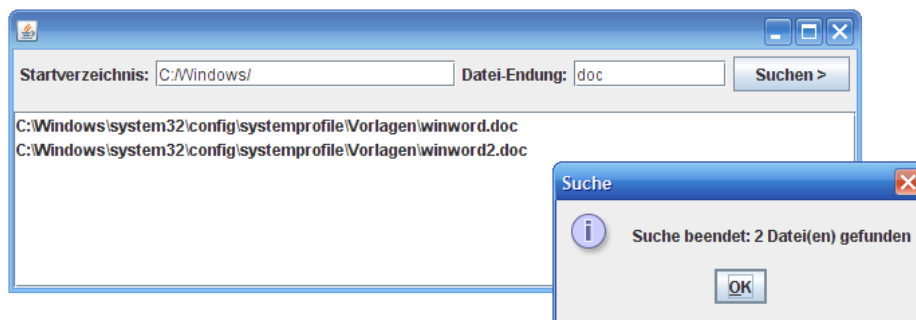 Startverzeichnis: C:/Windows/ Datei-Endung: doc Suchen >
C:\Windows\system32\config\systemprofile\Vorlagen\winword.doc
C:\Windows\system32\config\systemprofile\Vorlagen\winword2.doc
Suche
Suche beendet: 2 Datei(en) gefunden
OK